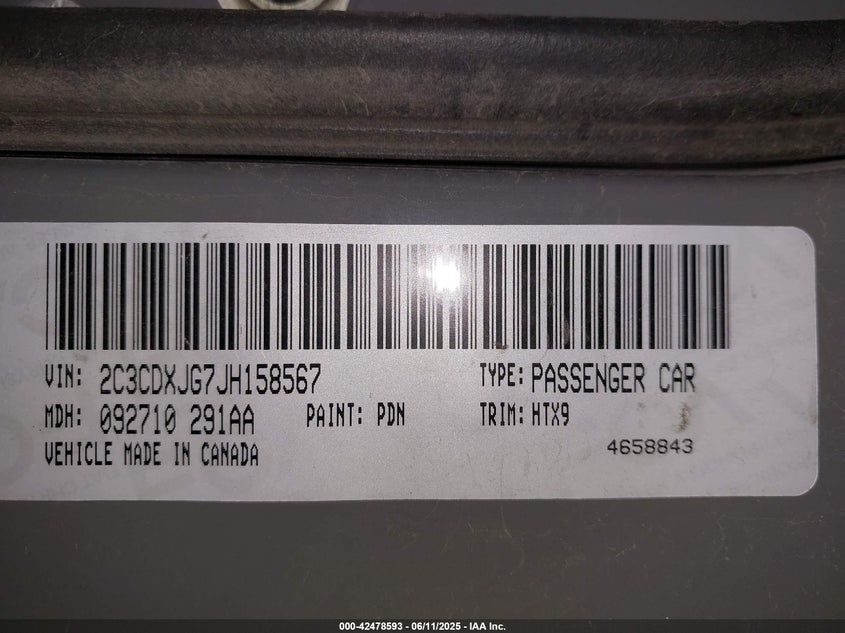 VIN: 2C3CDXJG7JH158567 TYPE: PASSENGER CAR
MDH: 092710 291AA PAINT: PDN TRIM: HTX9
VEHICLE MADE IN CANADA 4658843
000-42478593 - 06/11/2025 - IAA Inc.